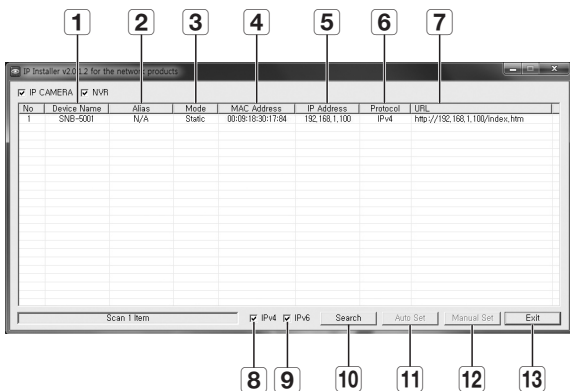 1 2 3 4 5 6 7
IP Installer v2.0.1.2 for the network products
IP CAMERA NVR
No Device Name Alias Mode MAC Address IP Address Protocol URL
1 SNB-5001 N/A Static 00:09:18:30:17:84 192,168,1,100 IPv4 http://192,168,1,100/index,htm
Scan 1 Item IPv4 IPv6 Search Auto Set Manual Set Exit
8 9 10 11 12 13